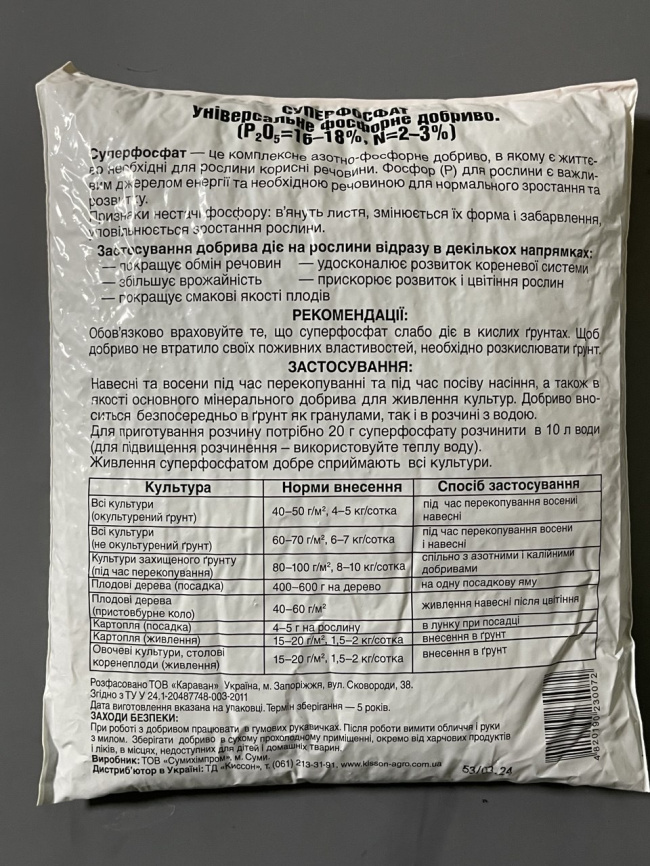 СУПЕРФОСФАТ
Універсальне фосфорне добриво.
(P₂O₅=16–18%, N=2–3%)
Суперфосфат — це комплексне азотно-фосфорне добриво, в якому є життє-
во необхідні для рослини корисні речовини. Фосфор (Р) для рослини є важли-
вим джерелом енергії та необхідною речовиною для нормального зростання та
розвитку.
Признаки нестачі фосфору: в'януть листя, змінюється їх форма і забарвлення,
уповільнюється зростання рослини.
Застосування добрива діє на рослини відразу в декількох напрямках:
— покращує обмін речовин — удосконалює розвиток кореневої системи
— збільшує врожайність — прискорює розвиток і цвітіння рослин
— покращує смакові якості плодів
РЕКОМЕНДАЦІЇ:
Обов'язково враховуйте те, що суперфосфат слабо діє в кислих ґрунтах. Щоб
добриво не втратило своїх поживних властивостей, необхідно розкислювати ґрунт.
ЗАСТОСУВАННЯ:
Навесні та восени під час перекопуванні та під час посіву насіння, а також в
якості основного мінерального добрива для живлення культур. Добриво вно-
ситься безпосередньо в ґрунт як гранулами, так і в розчині з водою.
Для приготування розчину потрібно 20 г суперфосфату розчинити в 10 л води
(для підвищення розчинення – використовуйте теплу воду).
Живлення суперфосфатом добре сприймають всі культури.
Культура Норми внесення Спосіб застосування
Всі культури
(окультурений ґрунт) 40–50 г/м², 4–5 кг/сотка під час перекопування восени і
навесні
Всі культури
(не окультурений ґрунт) 60–70 г/м², 6–7 кг/сотка під час перекопування восени
і навесні
Культури захищеного ґрунту
(під час перекопування) 80–100 г/м², 8–10 кг/сотка спільно з азотними і калійними
добривами
Плодові дерева (посадка) 400–600 г на дерево на одну посадкову яму
Плодові дерева
(пристовбурне коло) 40–60 г/м² живлення навесні після цвітіння
Картопля (посадка) 4–5 г на рослину в лунку при посадці
Картопля (живлення) 15–20 г/м², 1,5–2 кг/сотка внесення в ґрунт
Овочеві культури, столові
коренеплоди (живлення) 15–20 г/м², 1,5–2 кг/сотка внесення в ґрунт
Розфасовано ТОВ «Караван» Україна, м. Запоріжжя, вул. Сковороди, 38.
Згідно з ТУ У 24,1-20487748-003-2011
Дата виготовлення вказана на упаковці. Термін зберігання — 5 років.
ЗАХОДИ БЕЗПЕКИ:
При роботі з добривом працювати в гумових рукавичках. Після роботи вимити обличчя і руки
з милом. Зберігати добриво в сухому прохолодному приміщенні, окремо від харчових продуктів
і ліків, в місцях, недоступних для дітей і домашніх тварин.
Виробник: ТОВ «Сумихімпром», м. Суми.
Дистриб'ютор в Україні: ТД «Киссон», т. (061) 213-31-91, www.kisson-agro.com.ua
4 820190 230072